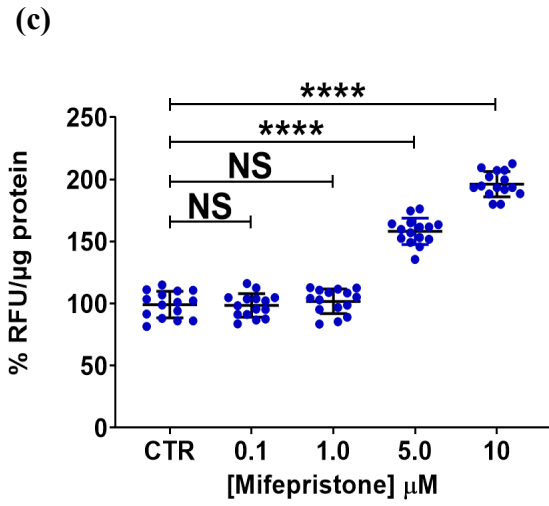 (c)
****
****
NS
NS
250
200
150
100
50
0
% RFU/µg protein
CTR 0.1 1.0 5.0 10
[Mifepristone] µM